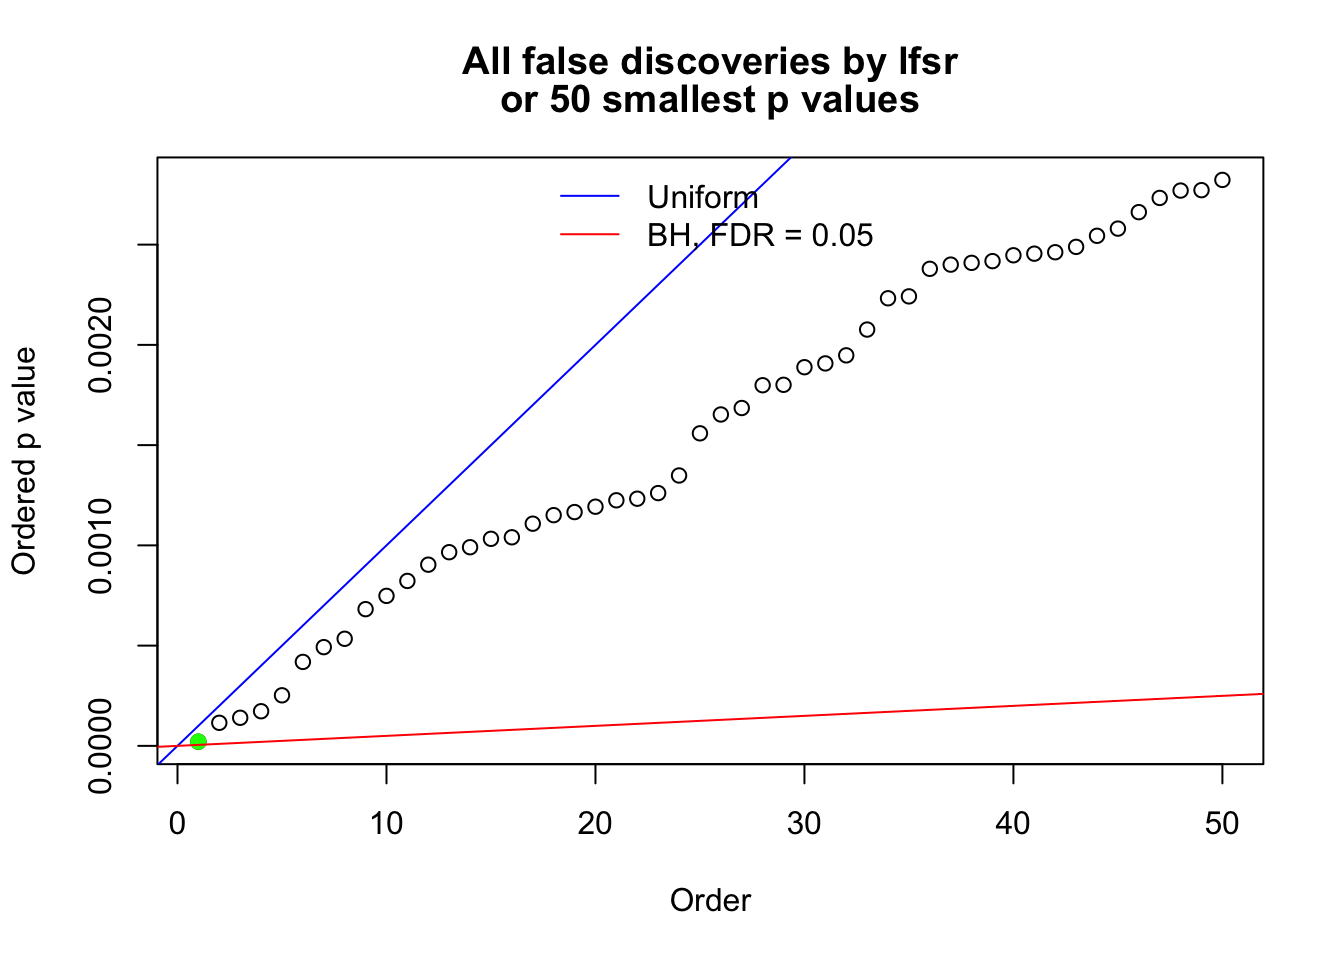 All false discoveries by lfsr
or 50 smallest p values
Uniform
BH, FDR = 0.05
Ordered p value
0.0020
0.0010
0.0000
0 10 20 30 40 50
Order